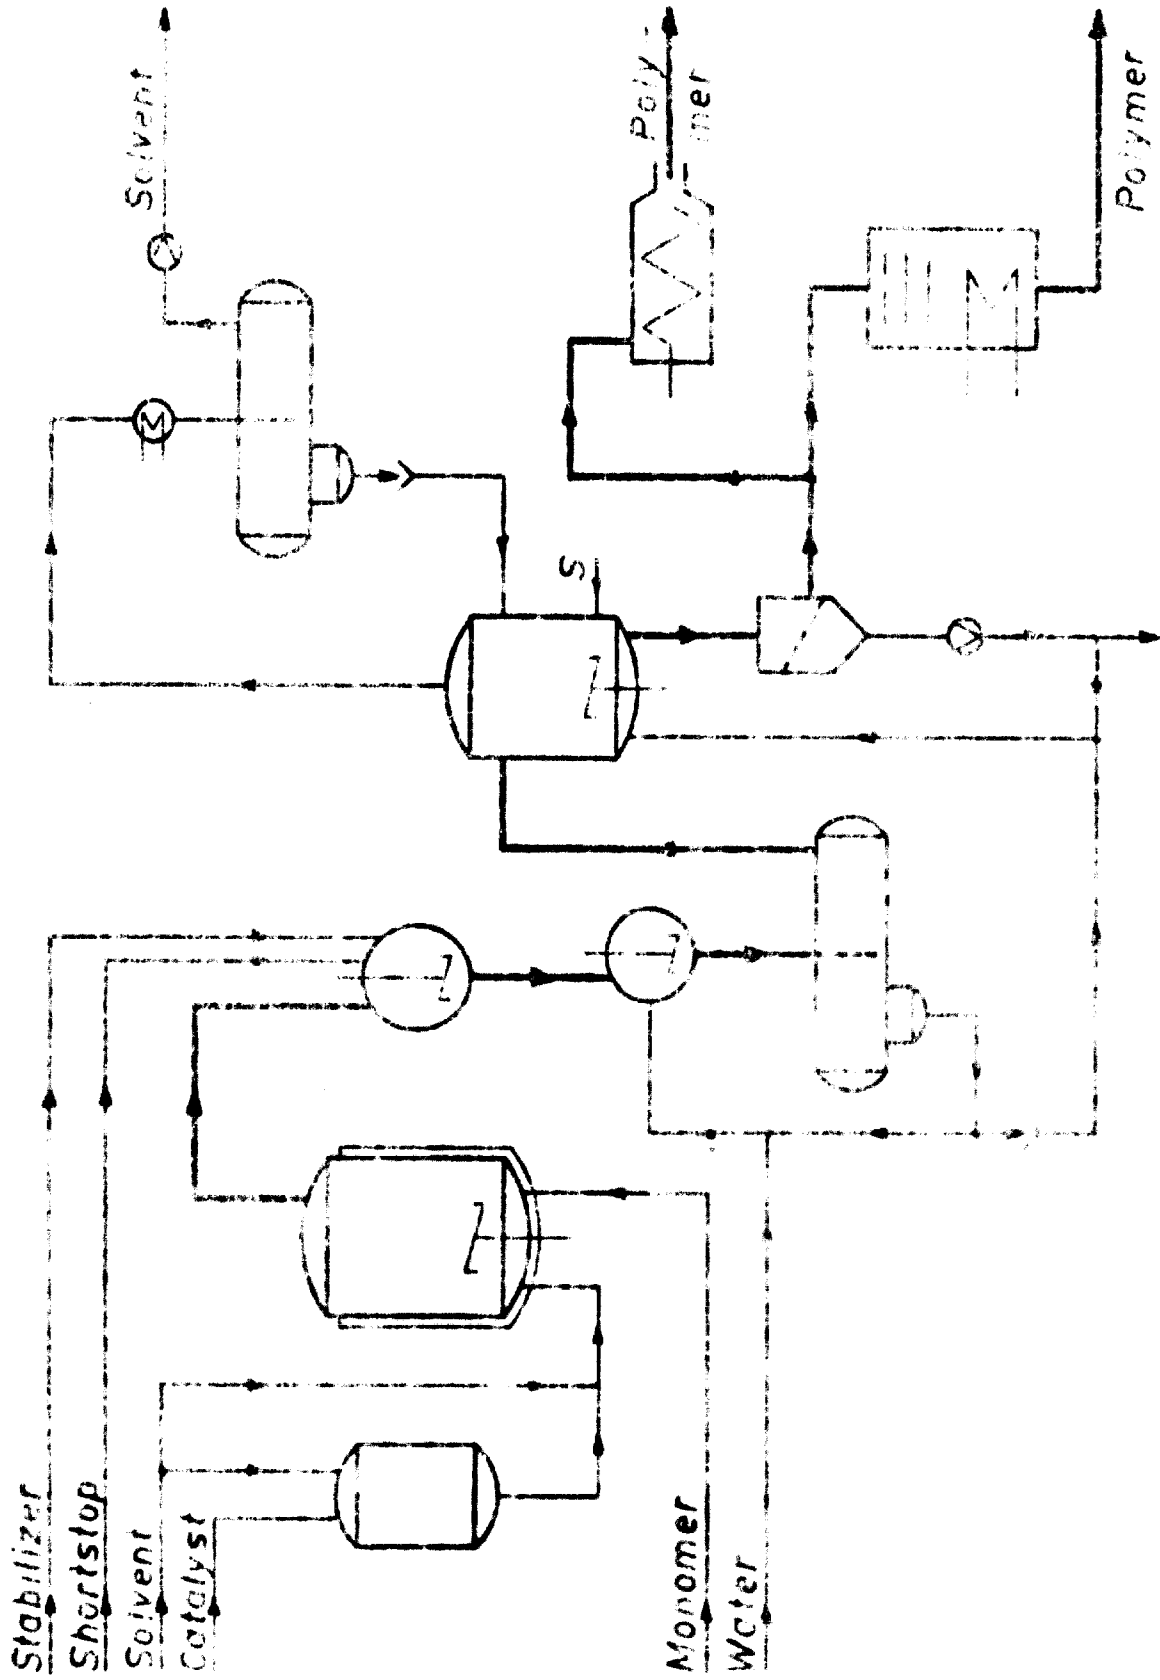 Stabilizer
Shortstop
Solvent
Catalyst
Monomer
Water
S
Solvent
Poly-
mer
Polymer